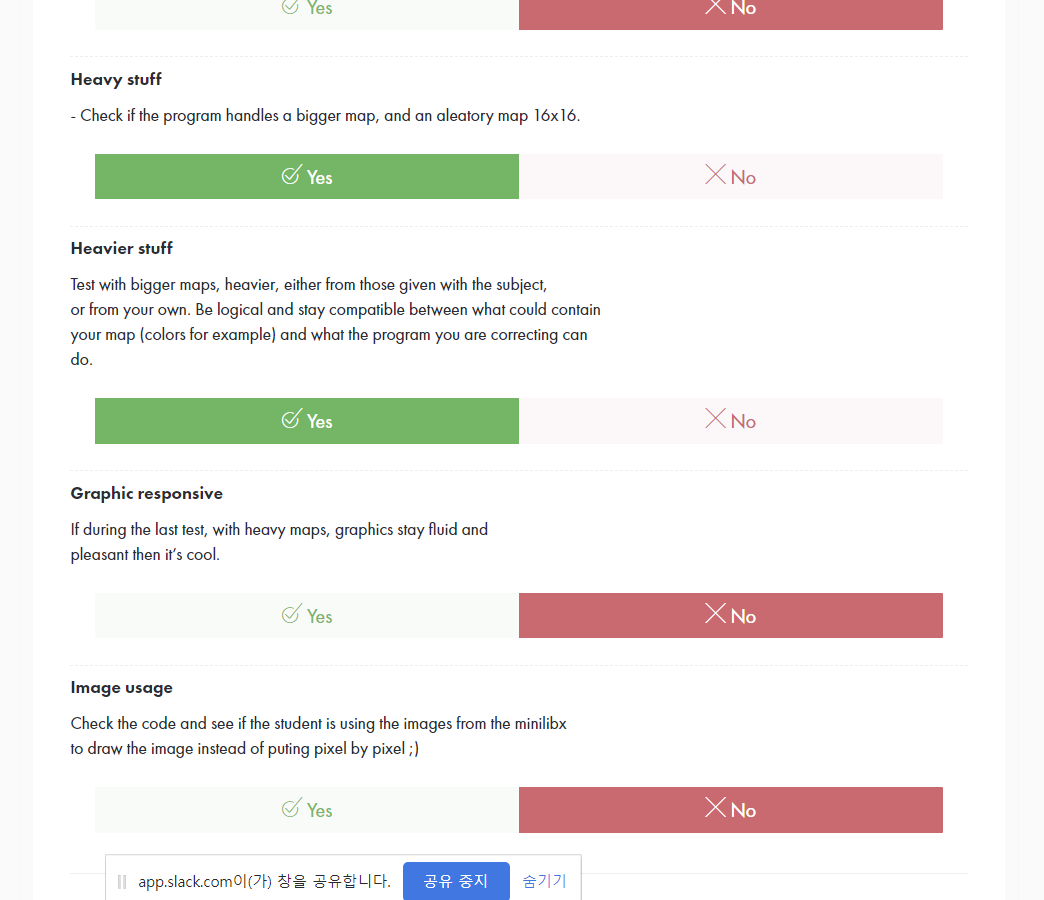 Yes No
Heavy stuff
- Check if the program handles a bigger map, and an aleatory map 16x16.
Yes No
Heavier stuff
Test with bigger maps, heavier, either from those given with the subject,
or from your own. Be logical and stay compatible between what could contain
your map (colors for example) and what the program you are correcting can
do.
Yes No
Graphic responsive
If during the last test, with heavy maps, graphics stay fluid and
pleasant then it’s cool.
Yes No
Image usage
Check the code and see if the student is using the images from the minilibx
to draw the image instead of puting pixel by pixel ;)
Yes No
app.slack.com이(가) 창을 공유합니다. 공유 중지 숨기기